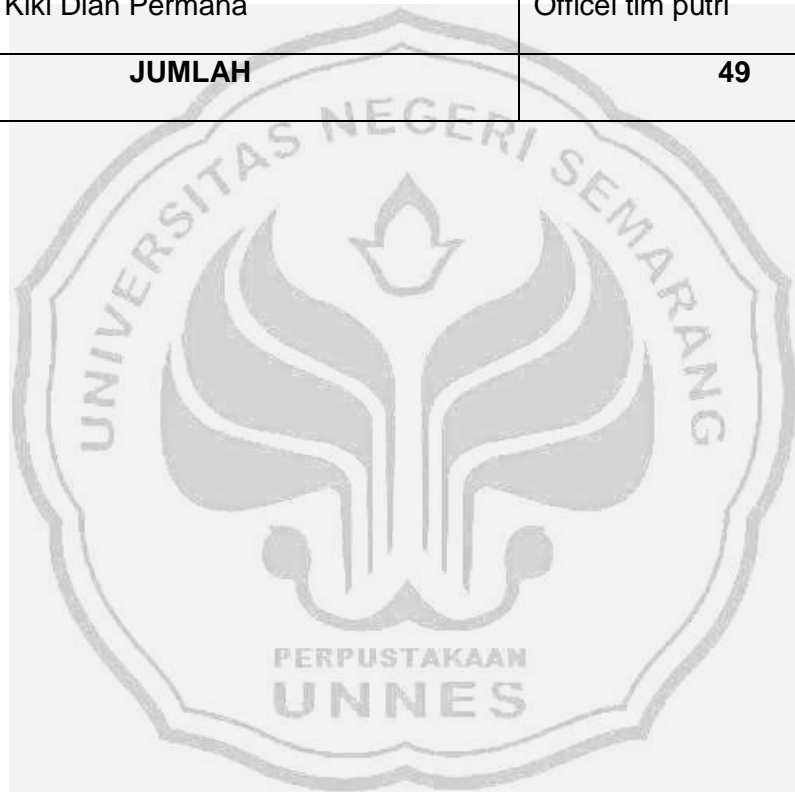 Kiki Dian Permana Officel tim putri
JUMLAH 49
UNIVERSITAS NEGERI SEMARANG
PERPUSTAKAAN
UNNES